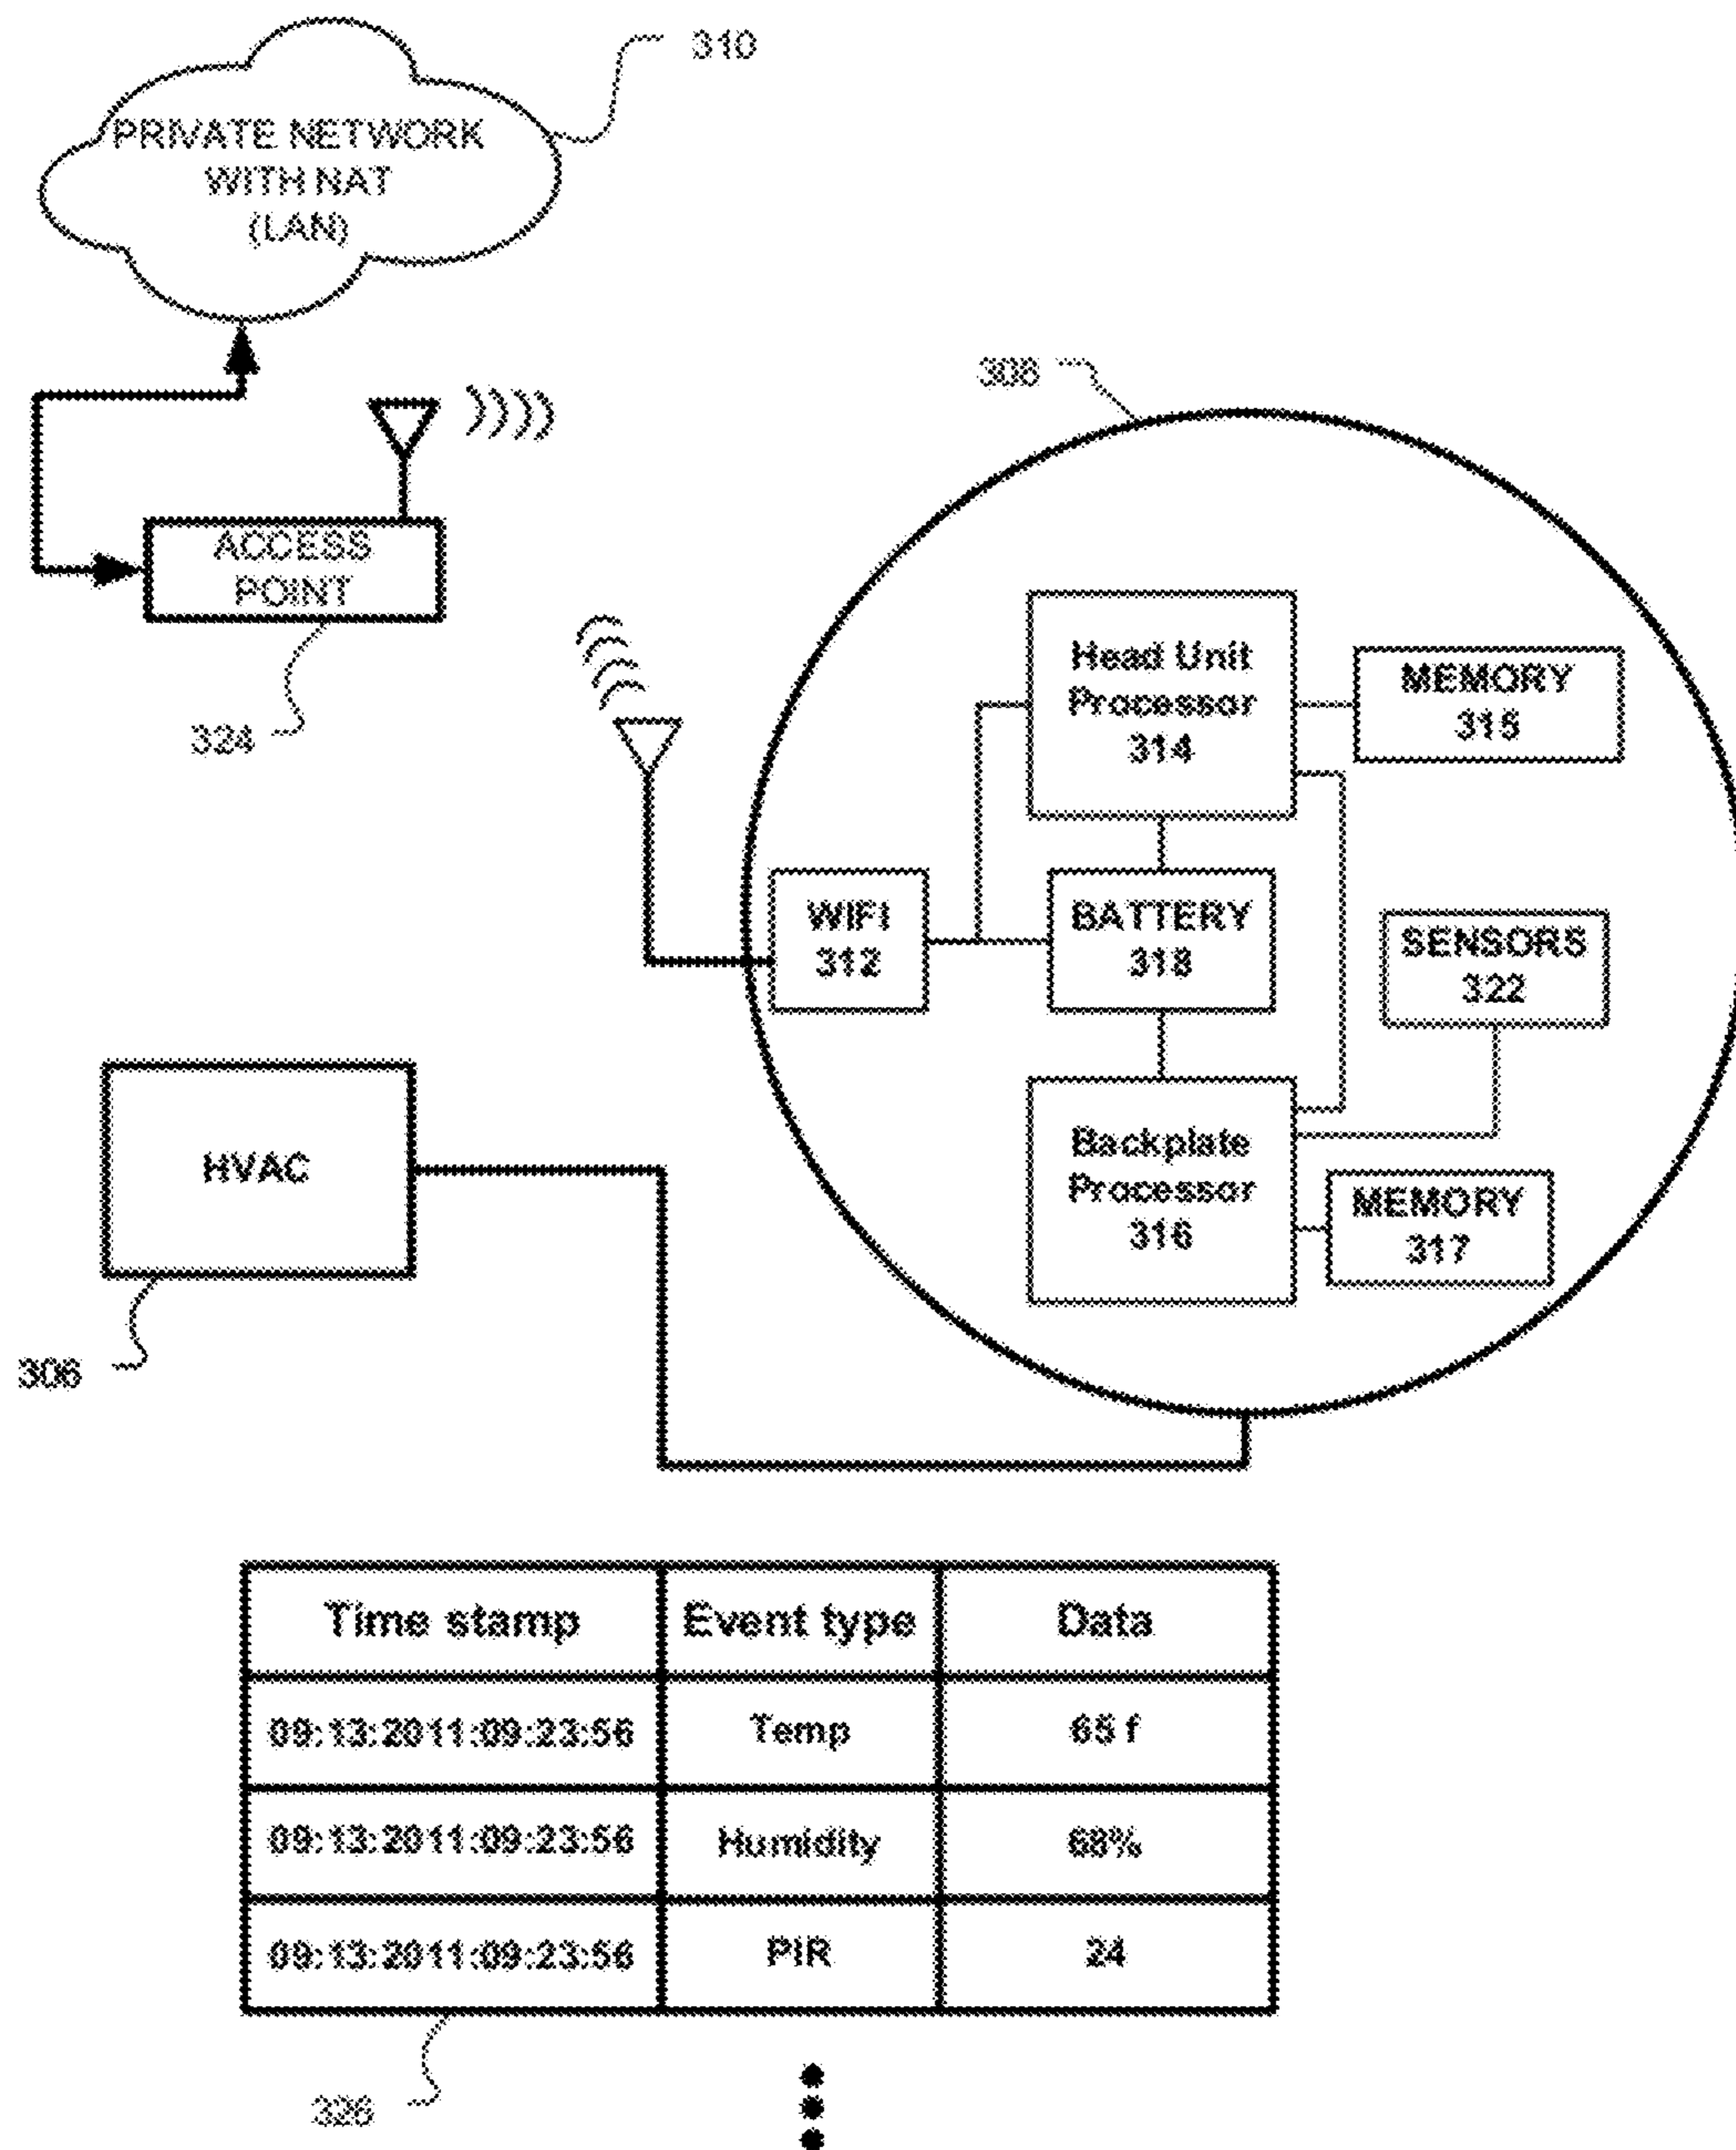 310
PRIVATE NETWORK
WITH NAT
(LAN)
308
ACCESS
POINT
324
Head Unit
Processor
314
MEMORY
315
WIFI
312
BATTERY
318
SENSORS
322
HVAC
306
Backplate
Processor
316
MEMORY
317
Time stamp Event type Data
09:13:2011:09:23:56 Temp 65 f
09:13:2011:09:23:56 Humidity 68%
09:13:2011:09:23:56 PIR 24
326